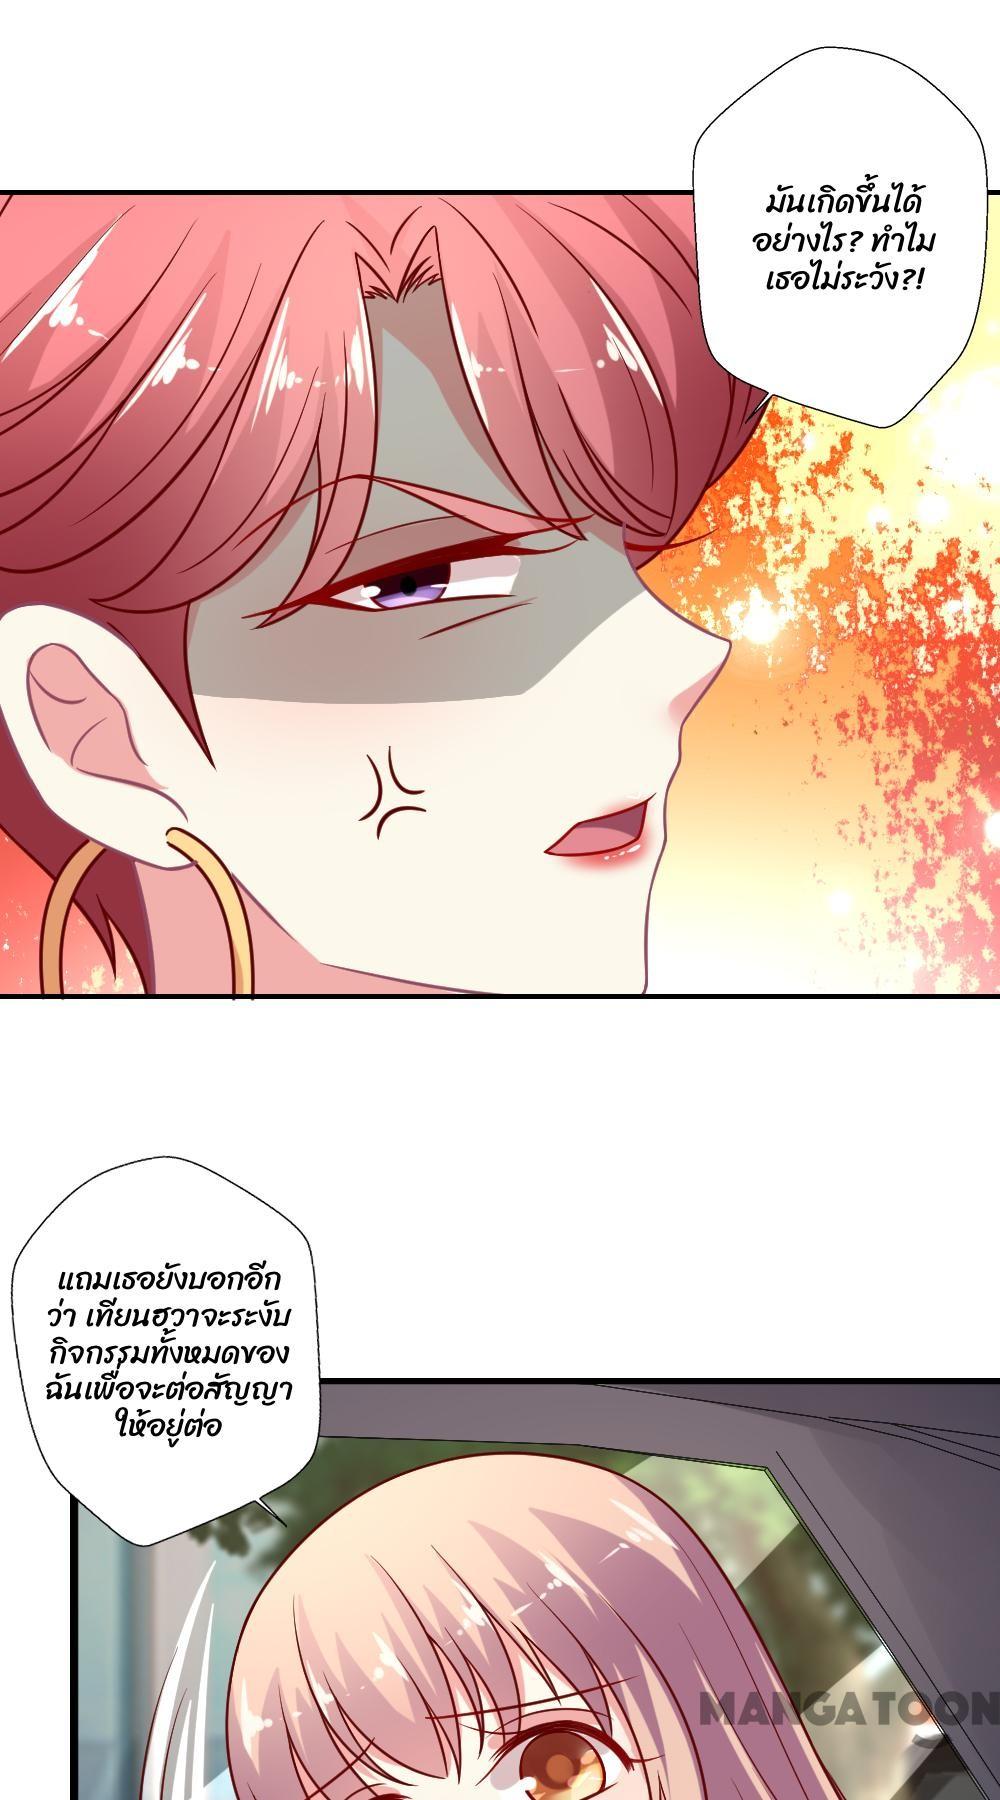 มันเกิดขึ้นได้
อย่างไร? ทำไม
เธอไม่ระวัง?!
แถมเธอยังบอกอีก
ว่า เทียนฮวาจะระงับ
กิจกรรมทั้งหมดของ
ฉันเพื่อจะต่อสัญญา
ให้อยู่ต่อ
MANGATOON